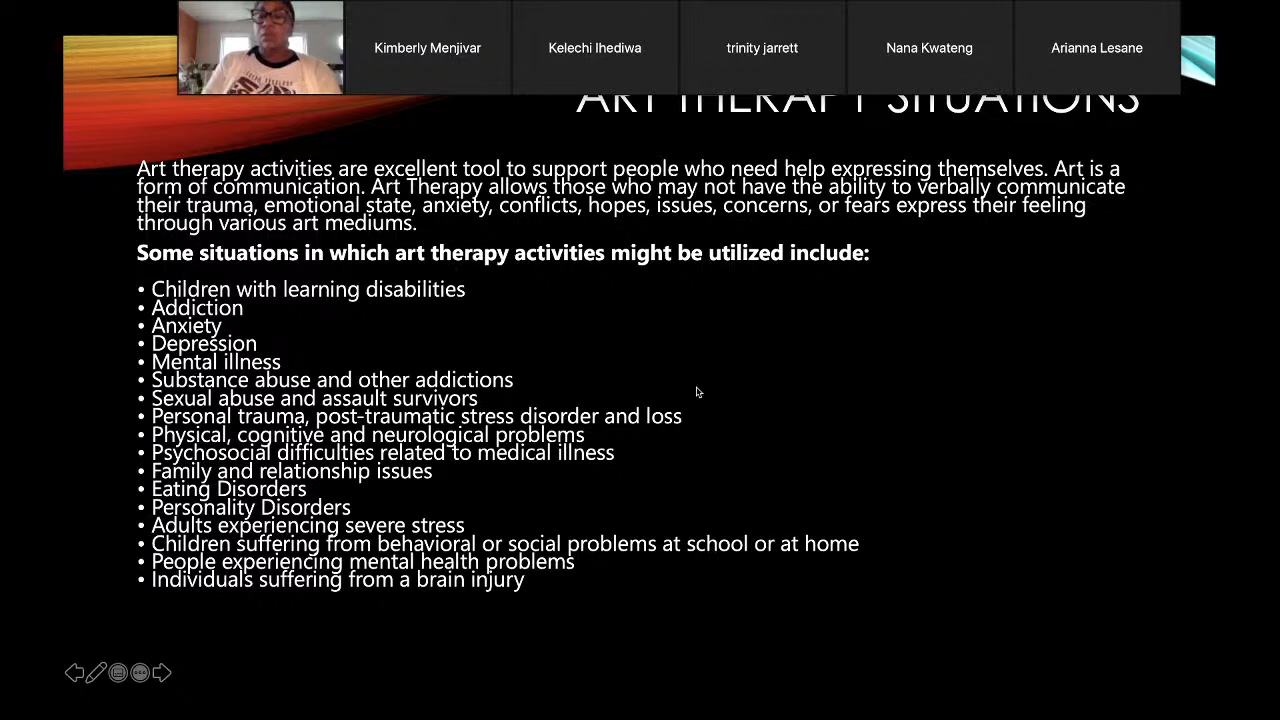 Kimberly Menjivar
Kelechi Ihediwa
trinity jarrett
Nana Kwateng
Arianna Lesane
ART THERAPY SITUATIONS
Art therapy activities are excellent tool to support people who need help expressing themselves. Art is a
form of communication. Art Therapy allows those who may not have the ability to verbally communicate
their trauma, emotional state, anxiety, conflicts, hopes, issues, concerns, or fears express their feeling
through various art mediums.
Some situations in which art therapy activities might be utilized include:
• Children with learning disabilities
• Addiction
• Anxiety
• Depression
• Mental illness
• Substance abuse and other addictions
• Sexual abuse and assault survivors
• Personal trauma, post-traumatic stress disorder and loss
• Physical, cognitive and neurological problems
• Psychosocial difficulties related to medical illness
• Family and relationship issues
• Eating Disorders
• Personality Disorders
• Adults experiencing severe stress
• Children suffering from behavioral or social problems at school or at home
• People experiencing mental health problems
• Individuals suffering from a brain injury